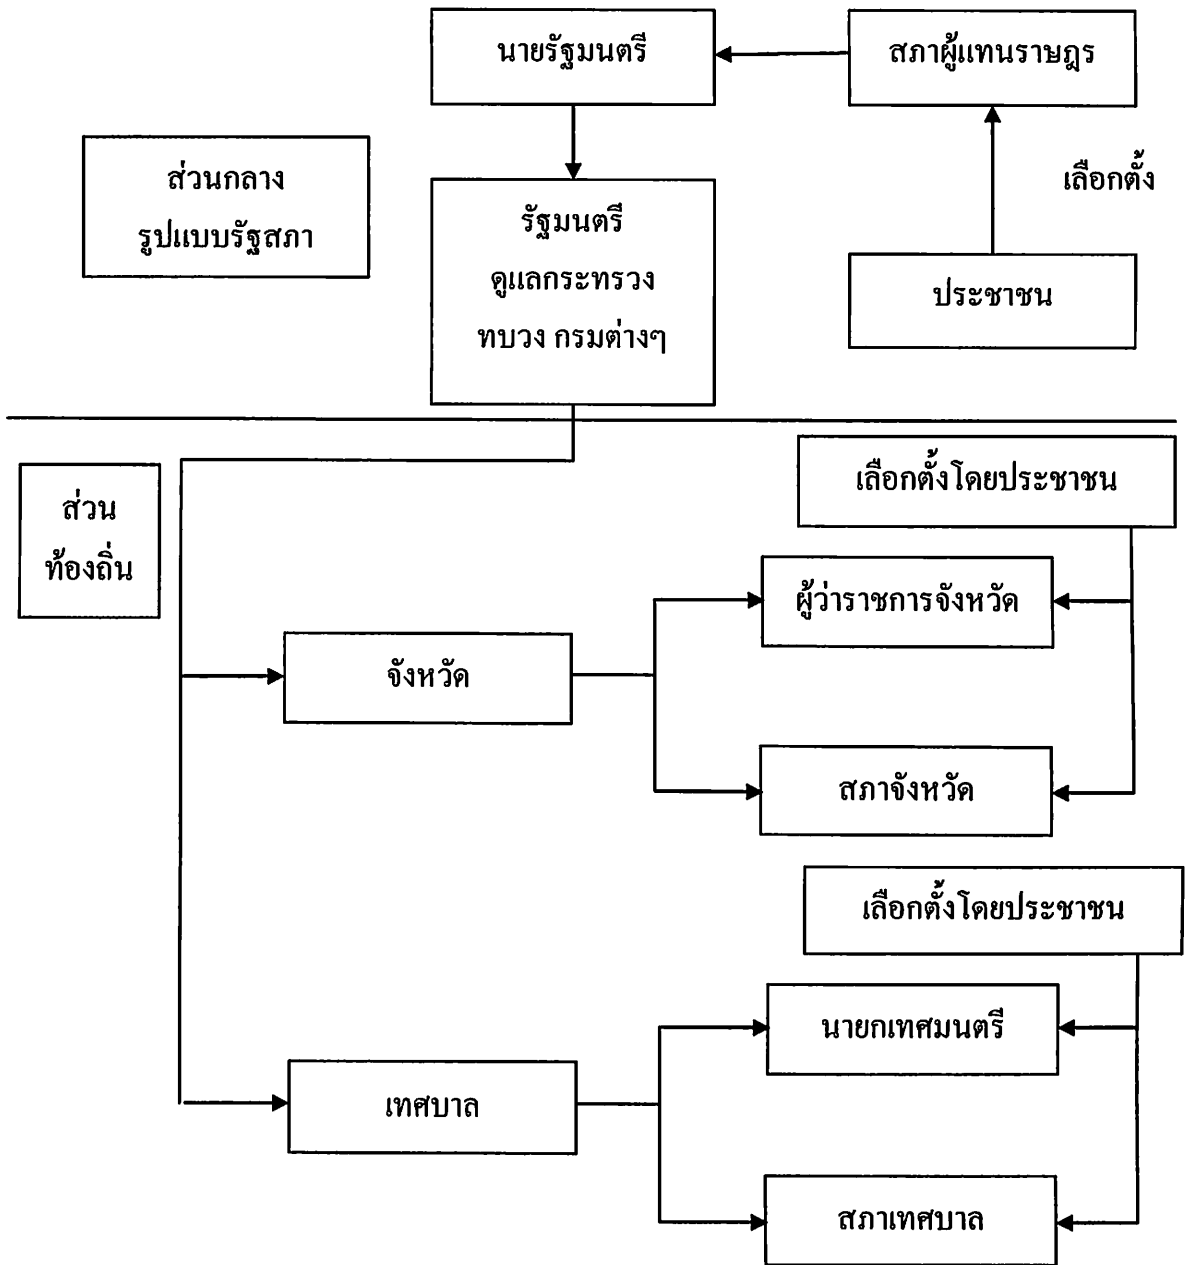 นายรัฐมนตรี
สภาผู้แทนราษฎร
ส่วนกลาง
รูปแบบรัฐสภา
รัฐมนตรี
ดูแลกระทรวง
ทบวง กรมต่างๆ
เลือกตั้ง
ประชาชน
ส่วน
ท้องถิ่น
เลือกตั้งโดยประชาชน
ผู้ว่าราชการจังหวัด
จังหวัด
สภาจังหวัด
เลือกตั้งโดยประชาชน
นายกเทศมนตรี
เทศบาล
สภาเทศบาล